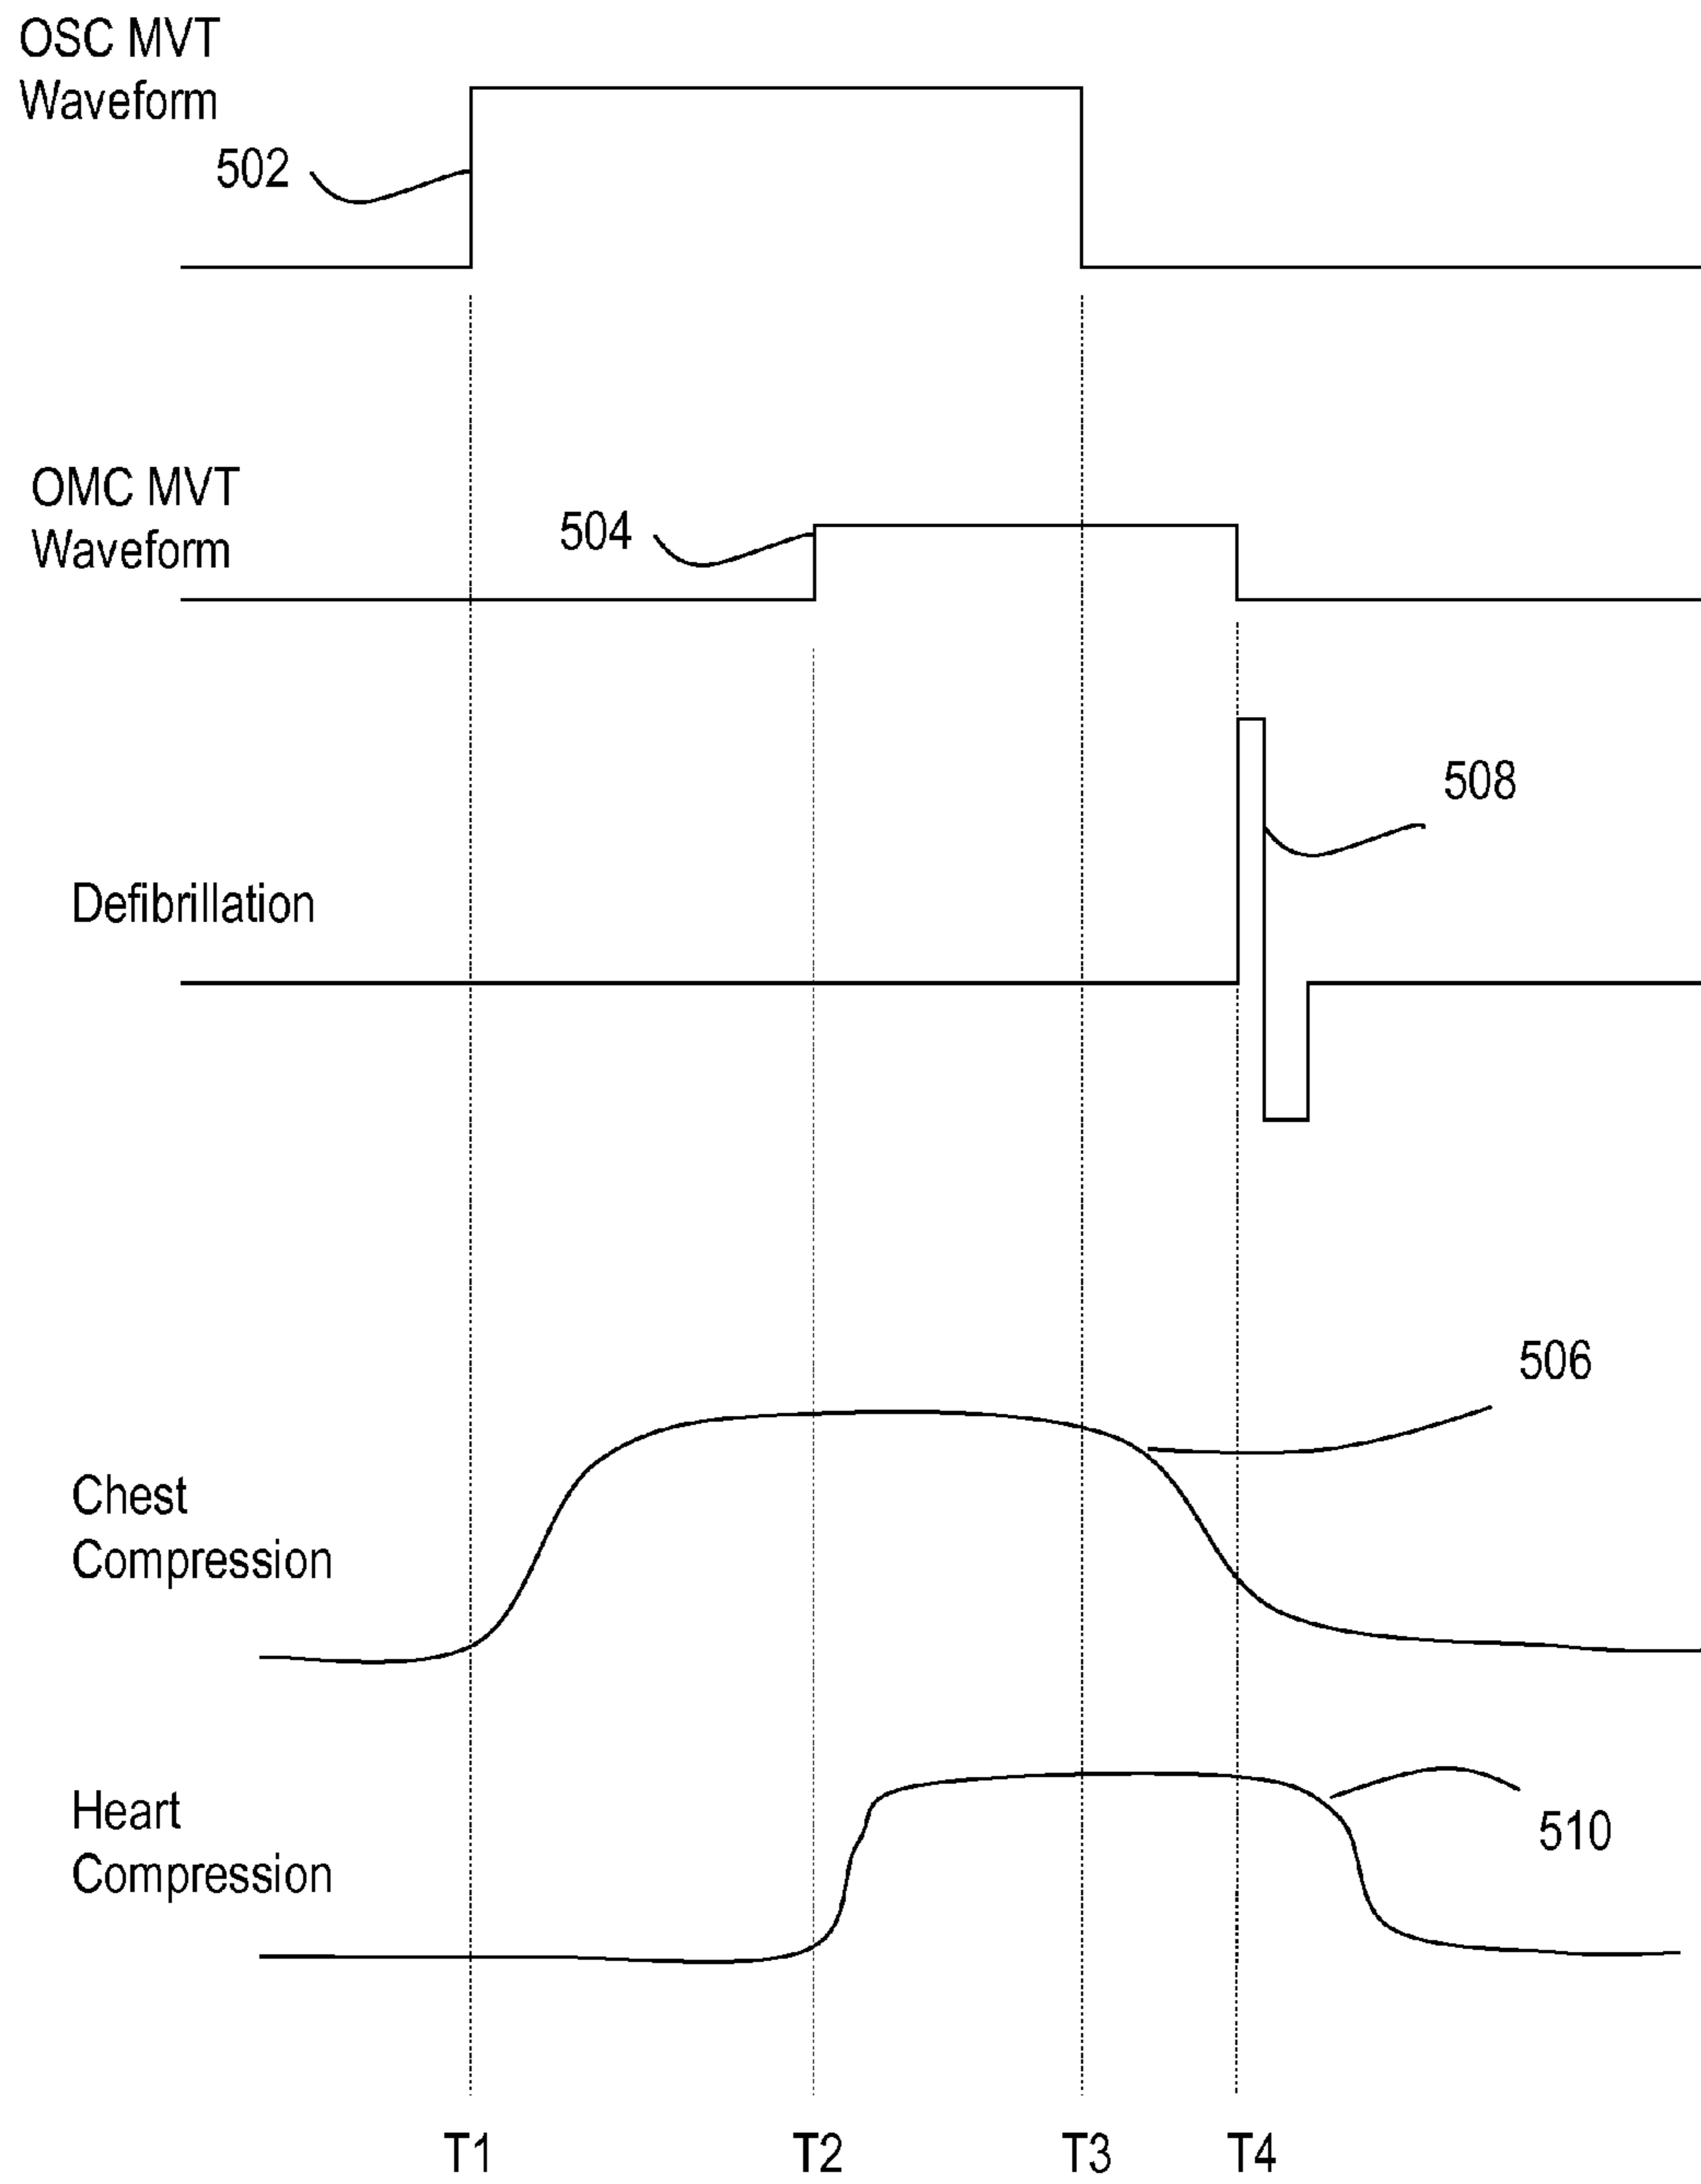 OSC MVT
Waveform
502
OMC MVT
Waveform
504
508
Defibrillation
506
Chest
Compression
Heart
Compression
510
T1
T2
T3
T4